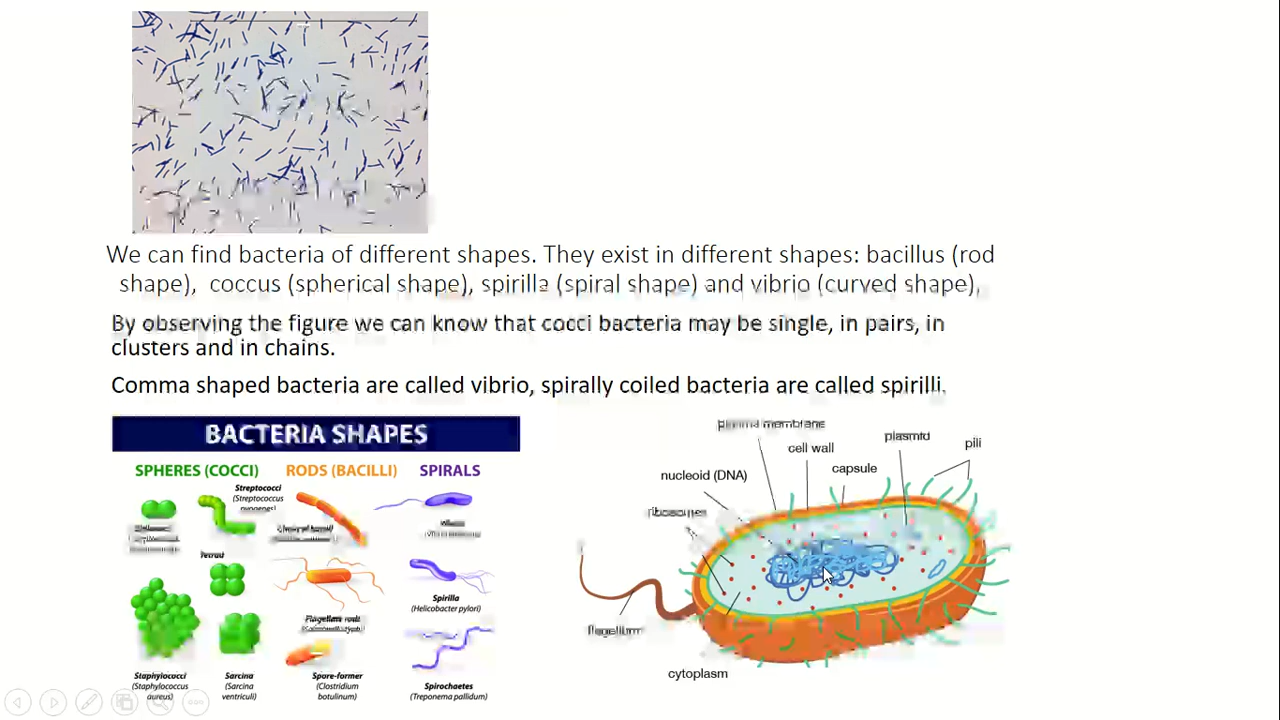 We can find bacteria of different shapes. They exist in different shapes: bacillus (rod
shape), coccus (spherical shape), spirilla (spiral shape) and vibrio (curved shape),
By observing the figure we can know that cocci bacteria may be single, in pairs, in
clusters and in chains.
Comma shaped bacteria are called vibrio, spirally coiled bacteria are called spirilli.
BACTERIA SHAPES
SPHERES (COCCI)
RODS (BACILLI)
SPIRALS
Streptococci
(Streptococcus
pyogenes)
Tetrad
Staphylococci
(Staphylococcus
aureus)
Sarcina
(Sarcina
ventriculi)
Flagellate rods
Spore-former
(Clostridium
botulinum)
Spirilla
(Helicobacter pylori)
Spirochaetes
(Treponema pallidum)
plasma membrane
cell wall
capsule
plasmid
pili
nucleoid (DNA)
ribosomes
flagellum
cytoplasm